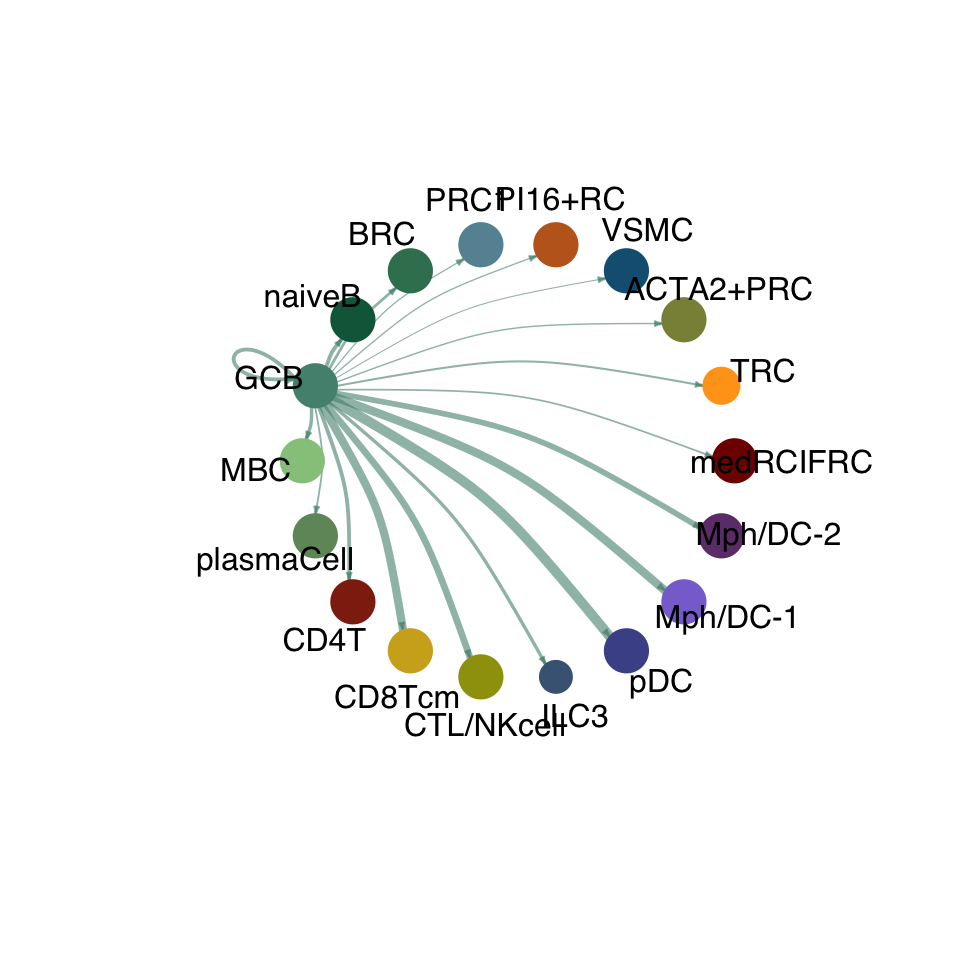 PRC1
PI16+RC
BRC
VSMC
naiveB
ACTA2+PRC
GCB
TRC
MBC
medRCIFRC
plasmaCell
Mph/DC-2
CD4T
Mph/DC-1
CD8Tcm
pDC
CTL/NKcell
ILC3